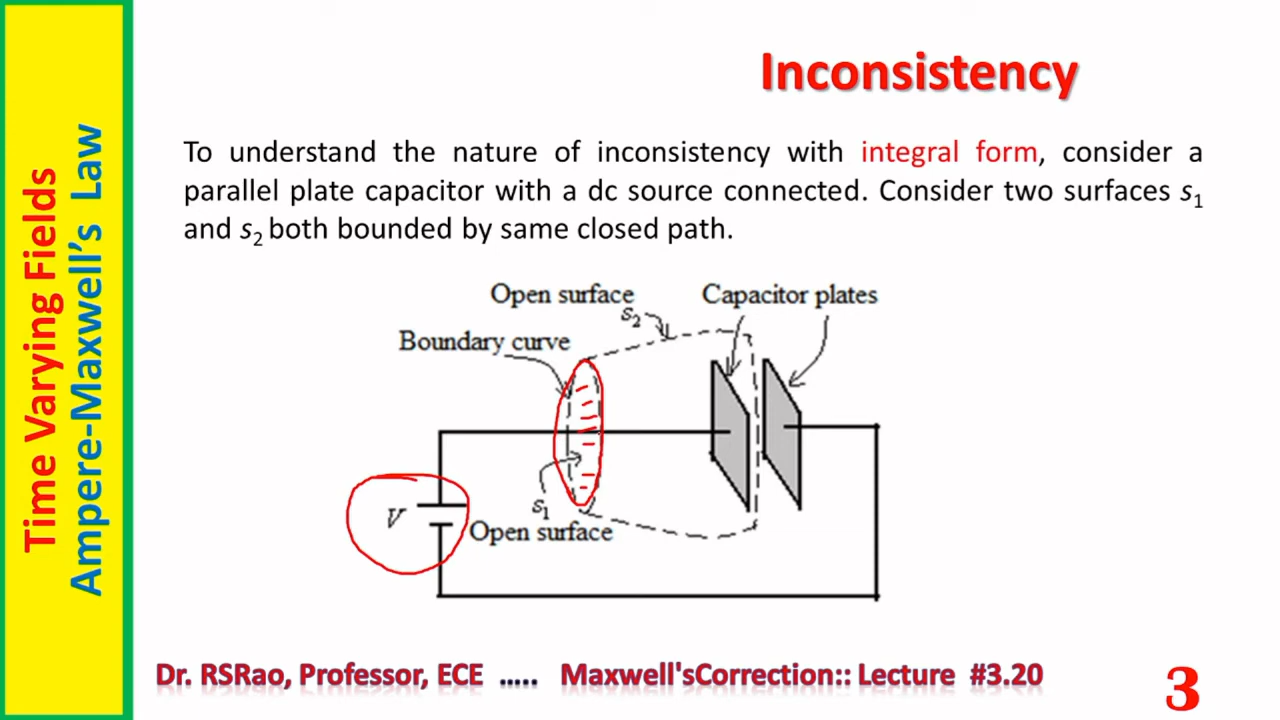 Time Varying Fields
Ampere-Maxwell's Law
Inconsistency
To understand the nature of inconsistency with integral form, consider a
parallel plate capacitor with a dc source connected. Consider two surfaces s1
and s2 both bounded by same closed path.
Open surface
s2
Capacitor plates
Boundary curve
V
s1
Open surface
Dr. RSRao, Professor, ECE ….. Maxwell'sCorrection:: Lecture #3.20
3